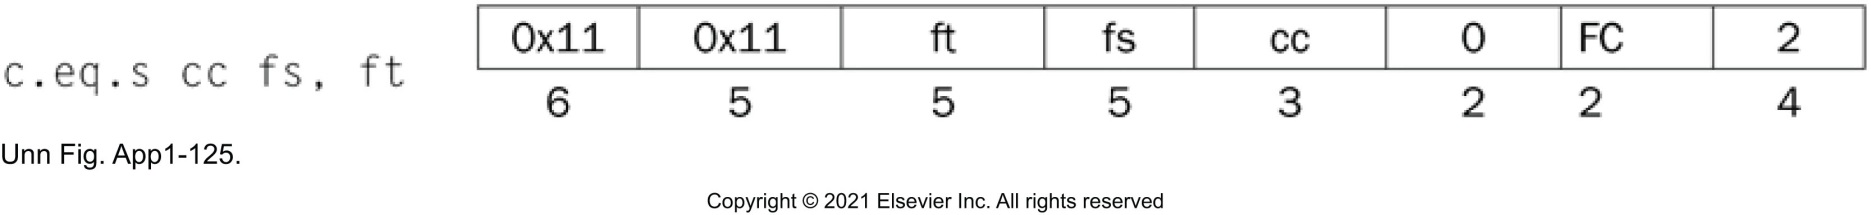 0x11 0x11 ft fs cc 0 FC 2
c.eq.s cc fs, ft
6 5 5 5 3 2 2 4
Unn Fig. App1-125.
Copyright © 2021 Elsevier Inc. All rights reserved